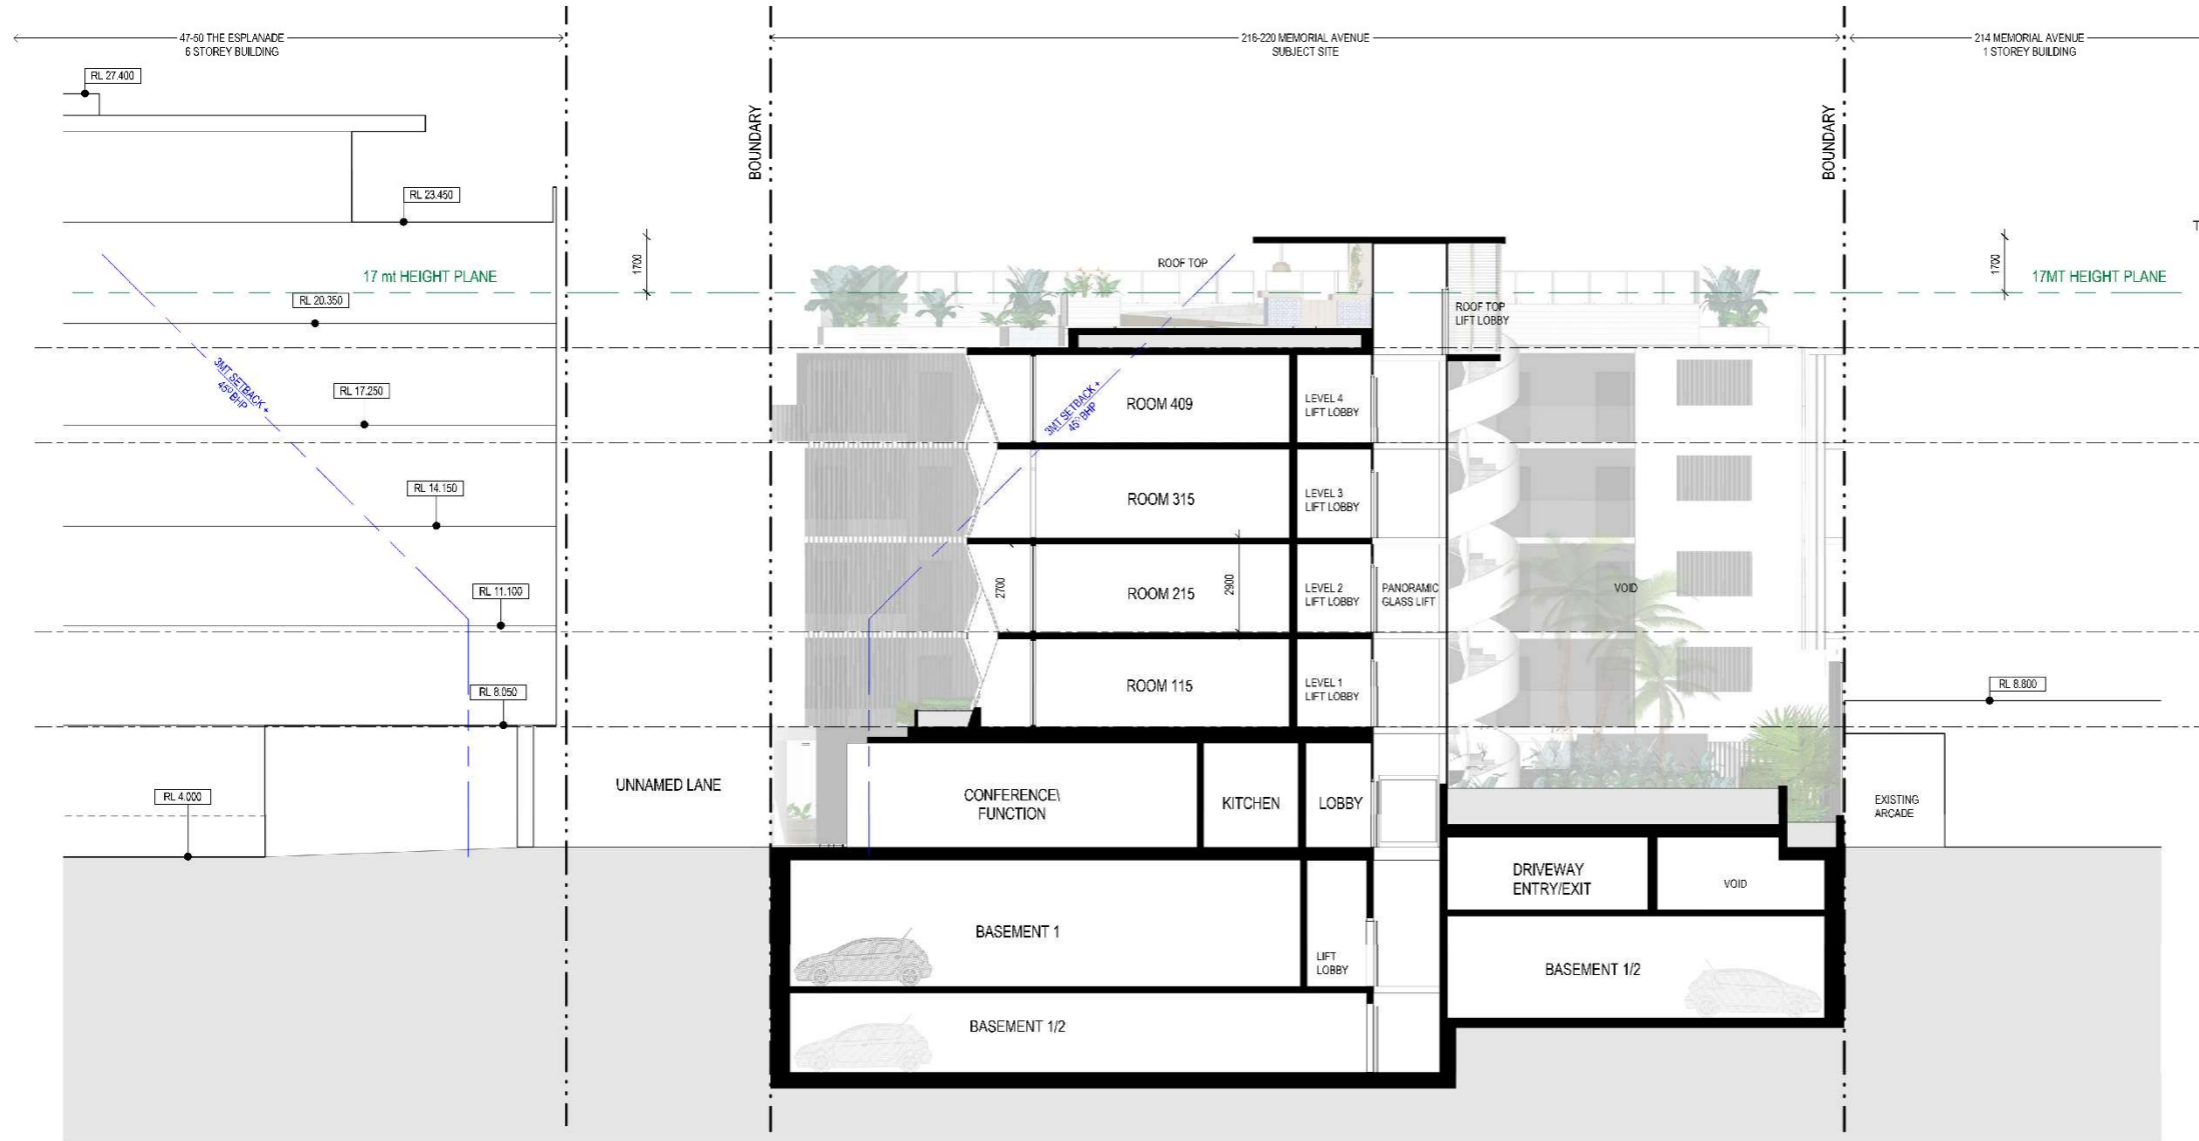 47-50 THE ESPLANADE
6 STOREY BUILDING
216-220 MEMORIAL AVENUE
SUBJECT SITE
214 MEMORIAL AVENUE
1 STOREY BUILDING
RL 27.400
BOUNDARY
BOUNDARY
RL 23.450
T
1700
ROOF TOP
1700
17 mt HEIGHT PLANE
17MT HEIGHT PLANE
RL 20.350
ROOF TOP
LIFT LOBBY
3MT SETBACK +
45º BHP
RL 17.250
3MT SETBACK +
45º BHP
ROOM 409
LEVEL 4
LIFT LOBBY
RL 14.150
ROOM 315
LEVEL 3
LIFT LOBBY
RL 11.100
2700
ROOM 215
2900
LEVEL 2
LIFT LOBBY
PANORAMIC
GLASS LIFT
VOID
RL 8.050
ROOM 115
LEVEL 1
LIFT LOBBY
RL 8.800
UNNAMED LANE
RL 4.000
CONFERENCE\
FUNCTION
KITCHEN
LOBBY
EXISTING
ARCADE
DRIVEWAY
ENTRY/EXIT
VOID
BASEMENT 1
LIFT
LOBBY
BASEMENT 1/2
BASEMENT 1/2